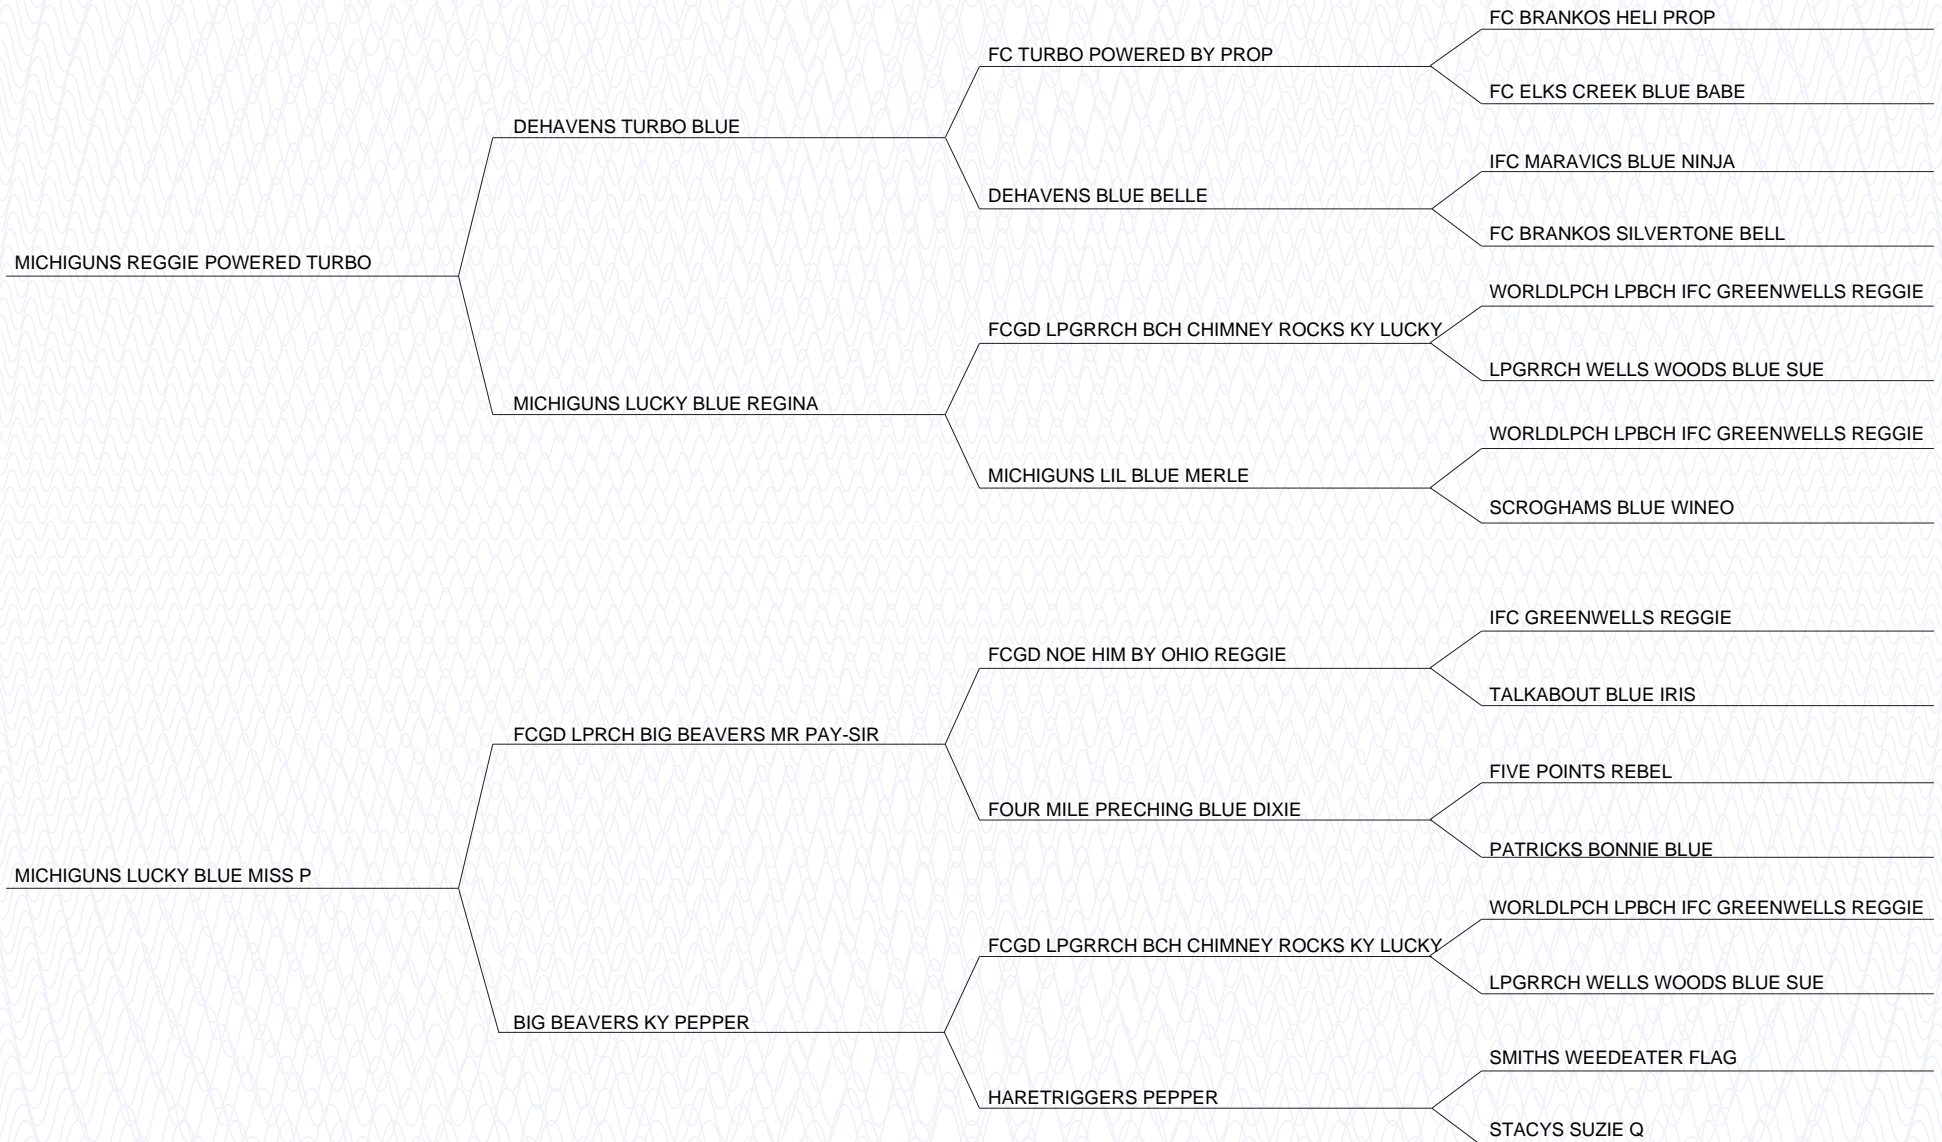 FC BRANKOS HELI PROP
FC TURBO POWERED BY PROP
FC ELKS CREEK BLUE BABE
DEHAVENS TURBO BLUE
IFC MARAVICS BLUE NINJA
DEHAVENS BLUE BELLE
FC BRANKOS SILVERTONE BELL
MICHIGUNS REGGIE POWERED TURBO
WORLDLPCH LPBCH IFC GREENWELLS REGGIE
FCGD LPGRRCH BCH CHIMNEY ROCKS KY LUCKY
LPGRRCH WELLS WOODS BLUE SUE
MICHIGUNS LUCKY BLUE REGINA
WORLDLPCH LPBCH IFC GREENWELLS REGGIE
MICHIGUNS LIL BLUE MERLE
SCROGHAMS BLUE WINEO
IFC GREENWELLS REGGIE
FCGD NOE HIM BY OHIO REGGIE
TALKABOUT BLUE IRIS
FCGD LPRCH BIG BEAVERS MR PAY-SIR
FIVE POINTS REBEL
FOUR MILE PRECHING BLUE DIXIE
PATRICKS BONNIE BLUE
MICHIGUNS LUCKY BLUE MISS P
WORLDLPCH LPBCH IFC GREENWELLS REGGIE
FCGD LPGRRCH BCH CHIMNEY ROCKS KY LUCKY
LPGRRCH WELLS WOODS BLUE SUE
BIG BEAVERS KY PEPPER
SMITHS WEEDEATER FLAG
HARETRIGGERS PEPPER
STACYS SUZIE Q